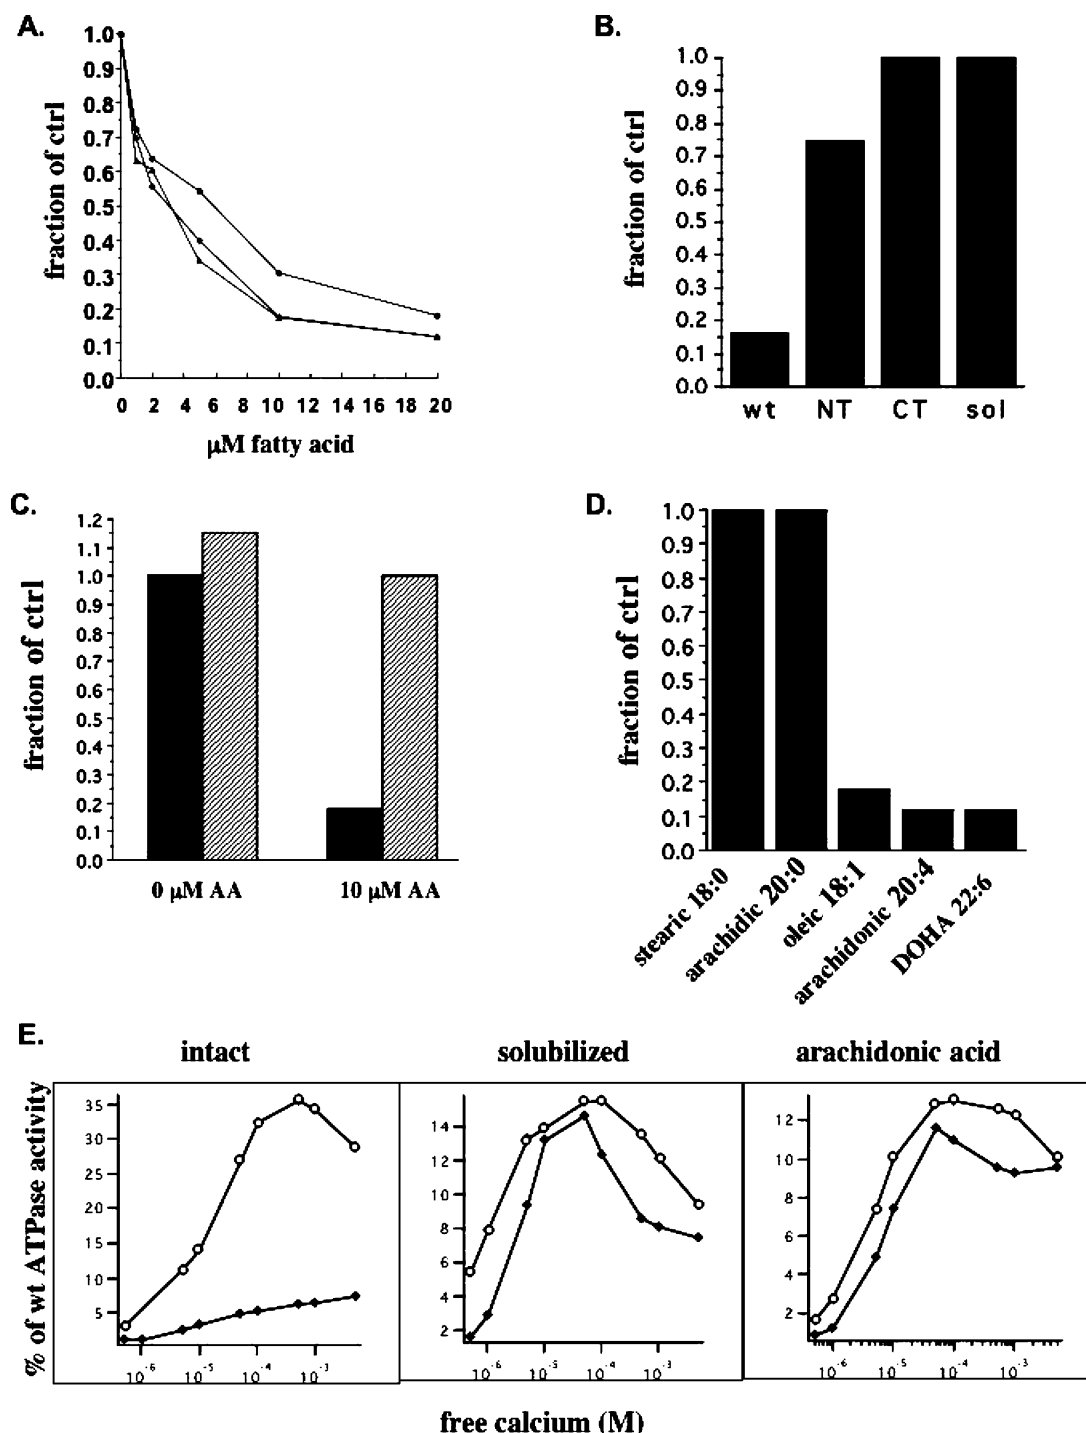 A.
fraction of ctrl
1.0
0.9
0.8
0.7
0.6
0.5
0.4
0.3
0.2
0.1
0.0
0 2 4 6 8 10 12 14 16 18 20
µM fatty acid
B.
fraction of ctrl
1.0
0.9
0.8
0.7
0.6
0.5
0.4
0.3
0.2
0.1
0.0
wt NT CT sol
C.
fraction of ctrl
1.2
1.1
1.0
0.9
0.8
0.7
0.6
0.5
0.4
0.3
0.2
0.1
0.0
0 µM AA 10 µM AA
D.
fraction of ctrl
1.0
0.9
0.8
0.7
0.6
0.5
0.4
0.3
0.2
0.1
0.0
stearic 18:0
arachidic 20:0
oleic 18:1
arachidonic 20:4
DOHA 22:6
E.
% of wt ATPase activity
intact
35
30
25
20
15
10
5
10⁻⁶ 10⁻⁵ 10⁻⁴ 10⁻³
solubilized
14
12
10
8
6
4
2
10⁻⁶ 10⁻⁵ 10⁻⁴ 10⁻³
arachidonic acid
12
10
8
6
4
2
10⁻⁶ 10⁻⁵ 10⁻⁴ 10⁻³
free calcium (M)